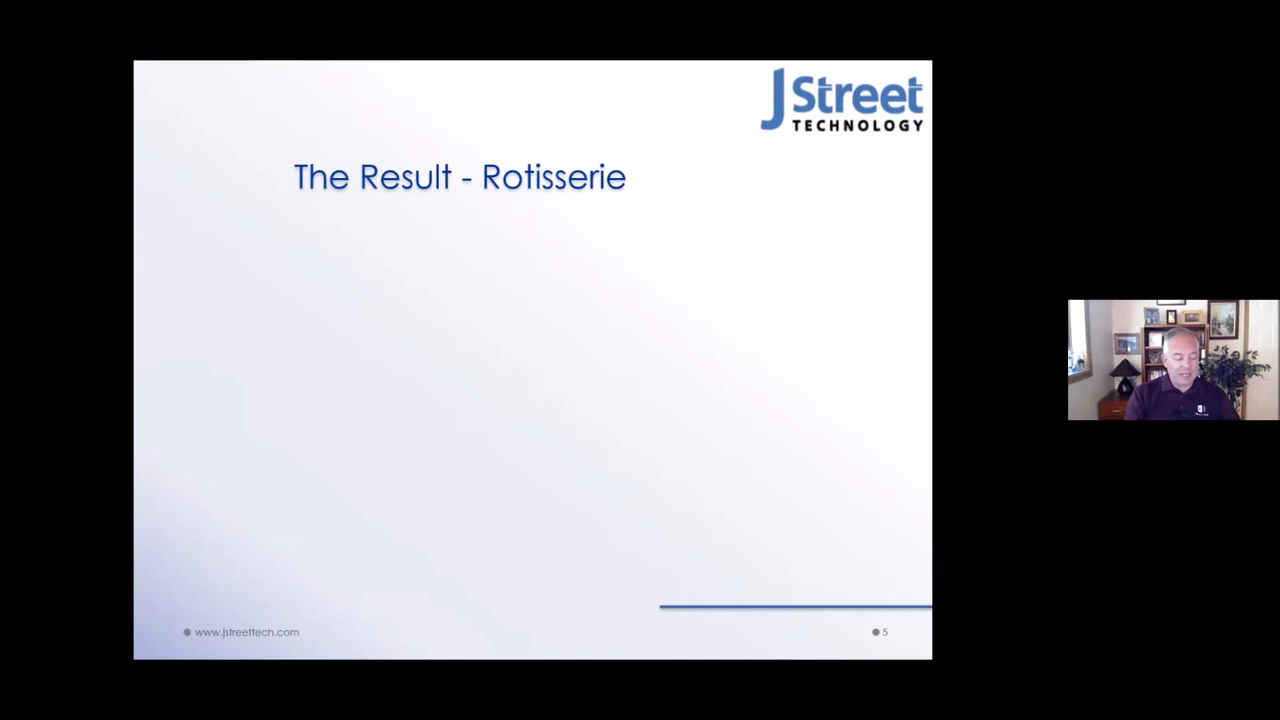 J Street
TECHNOLOGY
The Result - Rotisserie
www.jstreettech.com
5